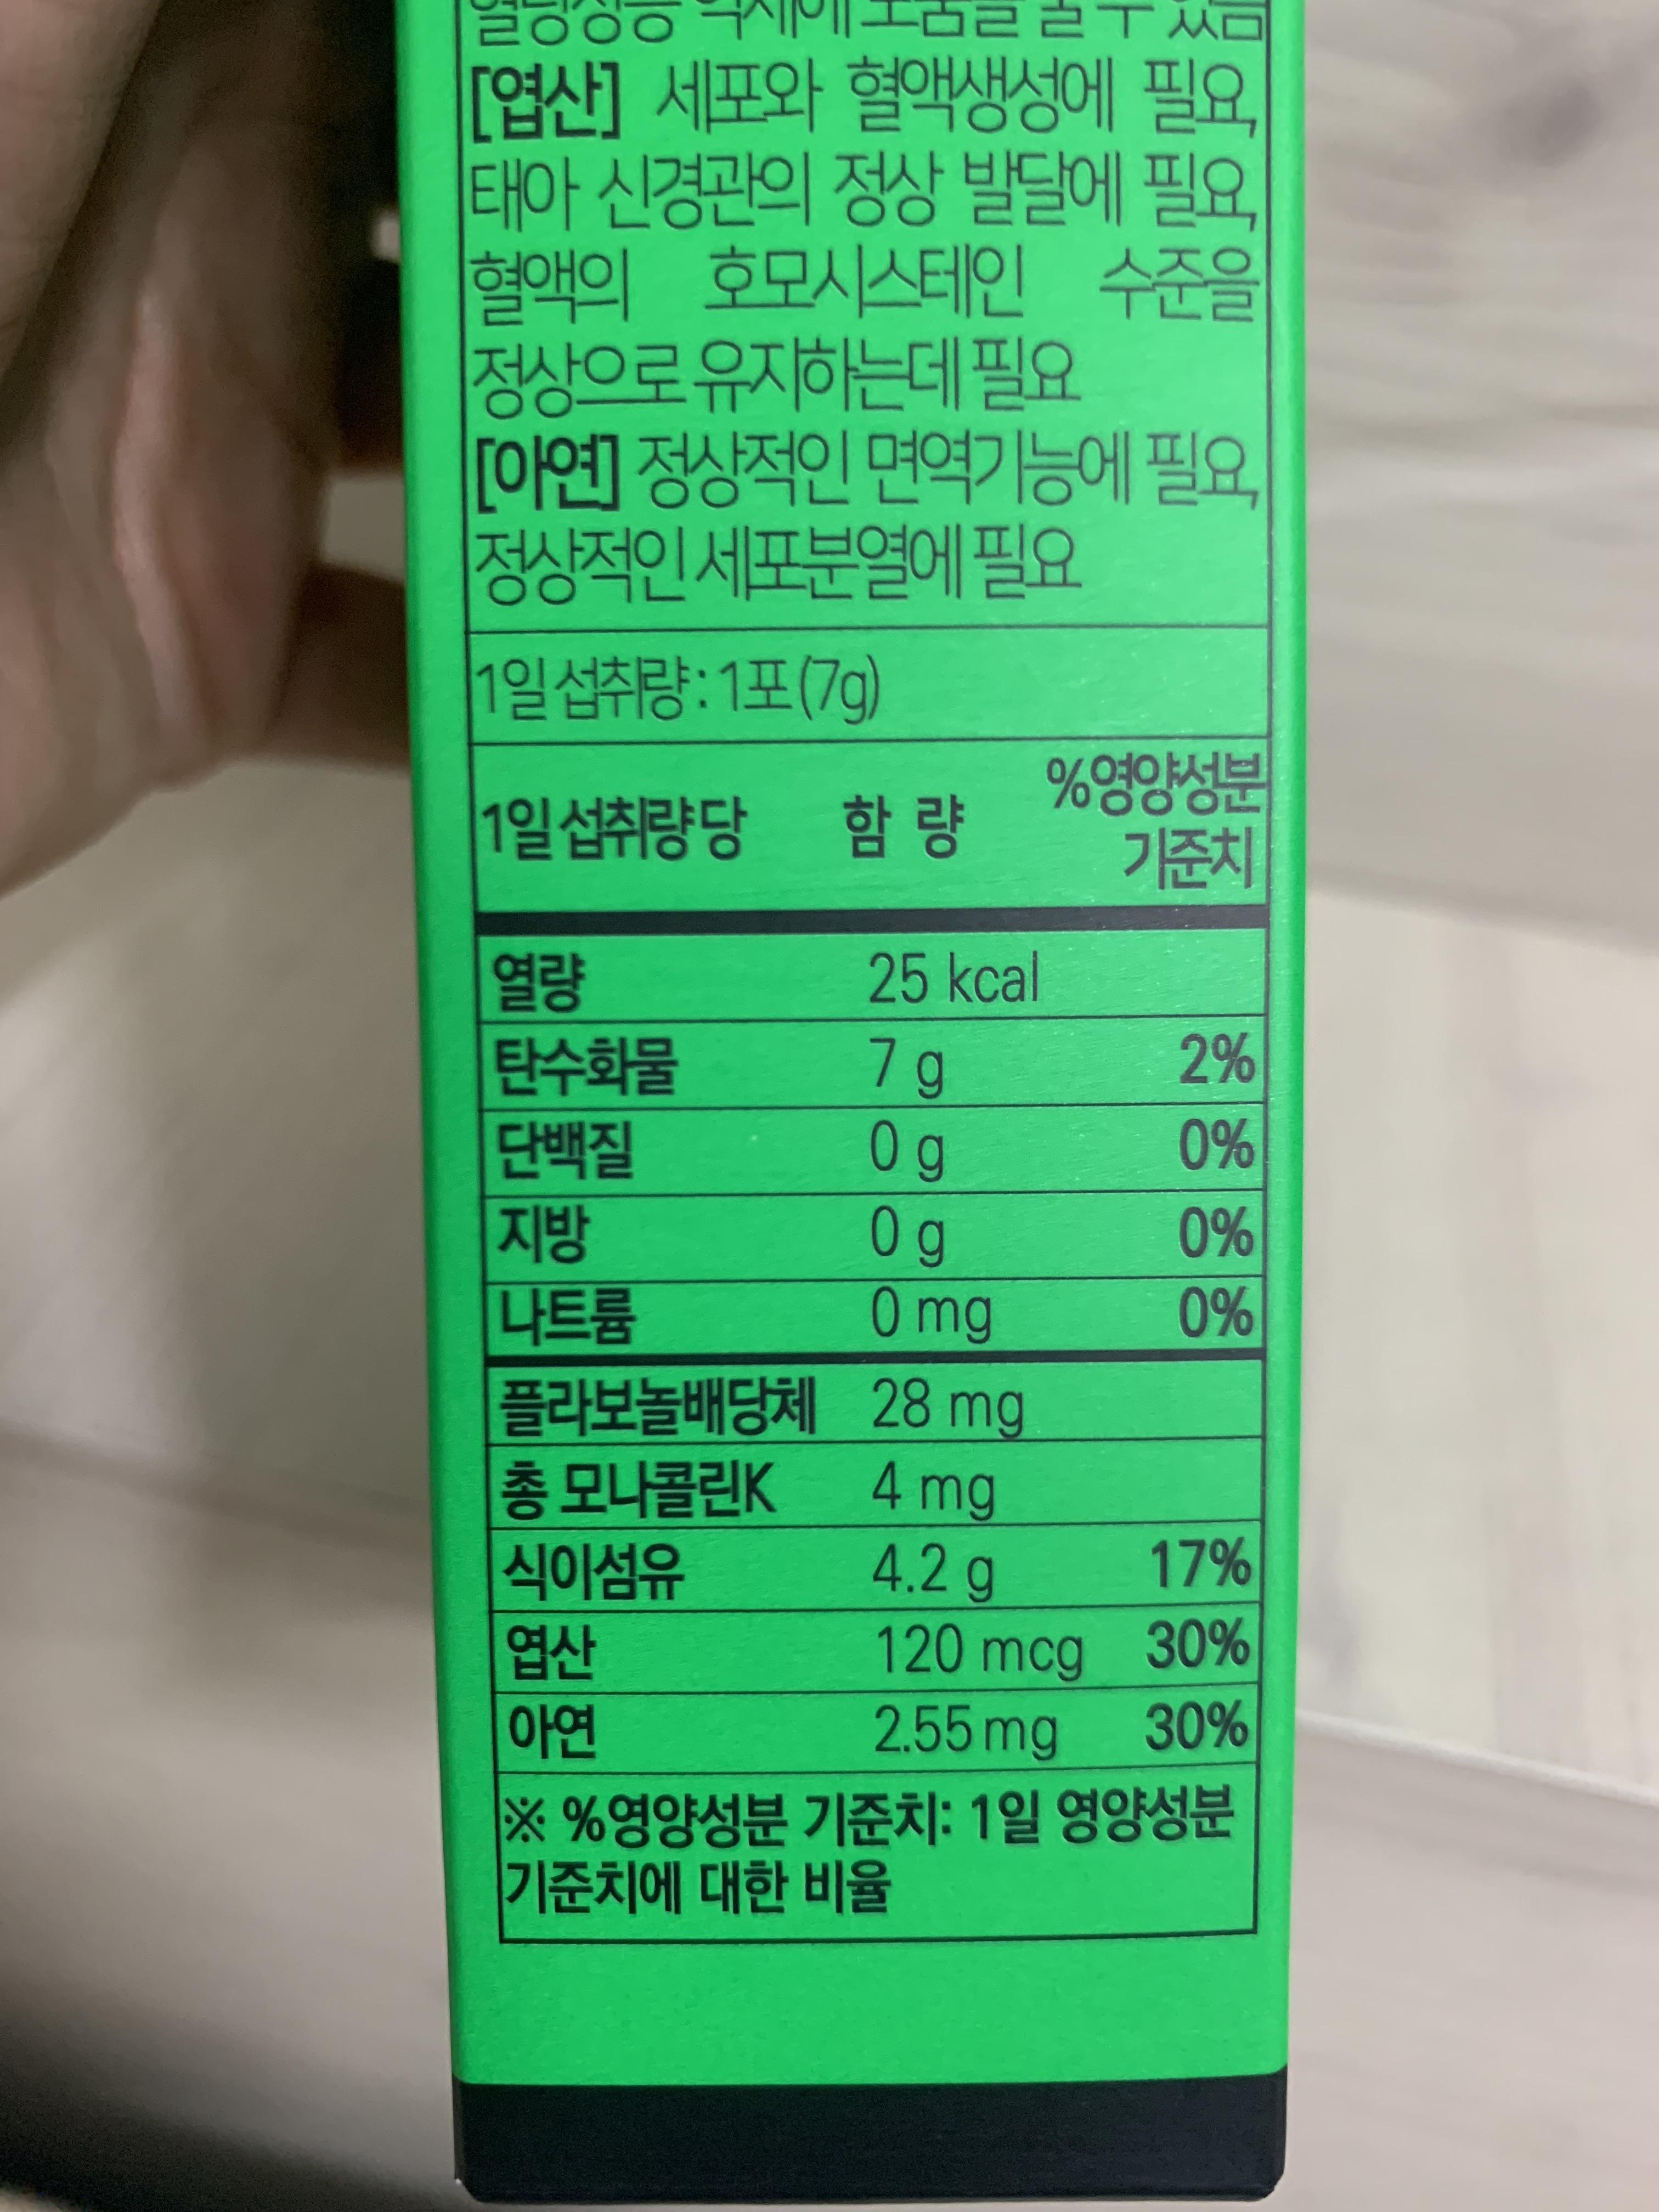 [엽산] 세포와 혈액생성에 필요,
태아 신경관의 정상 발달에 필요,
혈액의 호모시스테인 수준을
정상으로 유지하는데 필요
[아연] 정상적인 면역기능에 필요,
정상적인 세포분열에 필요
1일 섭취량 : 1포 (7g)
1일 섭취량당 함 량 %영양성분
기준치
열량 25 kcal
탄수화물 7 g 2%
단백질 0 g 0%
지방 0 g 0%
나트륨 0 mg 0%
플라보놀배당체 28 mg
총 모나콜린K 4 mg
식이섬유 4.2 g 17%
엽산 120 mcg 30%
아연 2.55 mg 30%
※ %영양성분 기준치: 1일 영양성분
기준치에 대한 비율